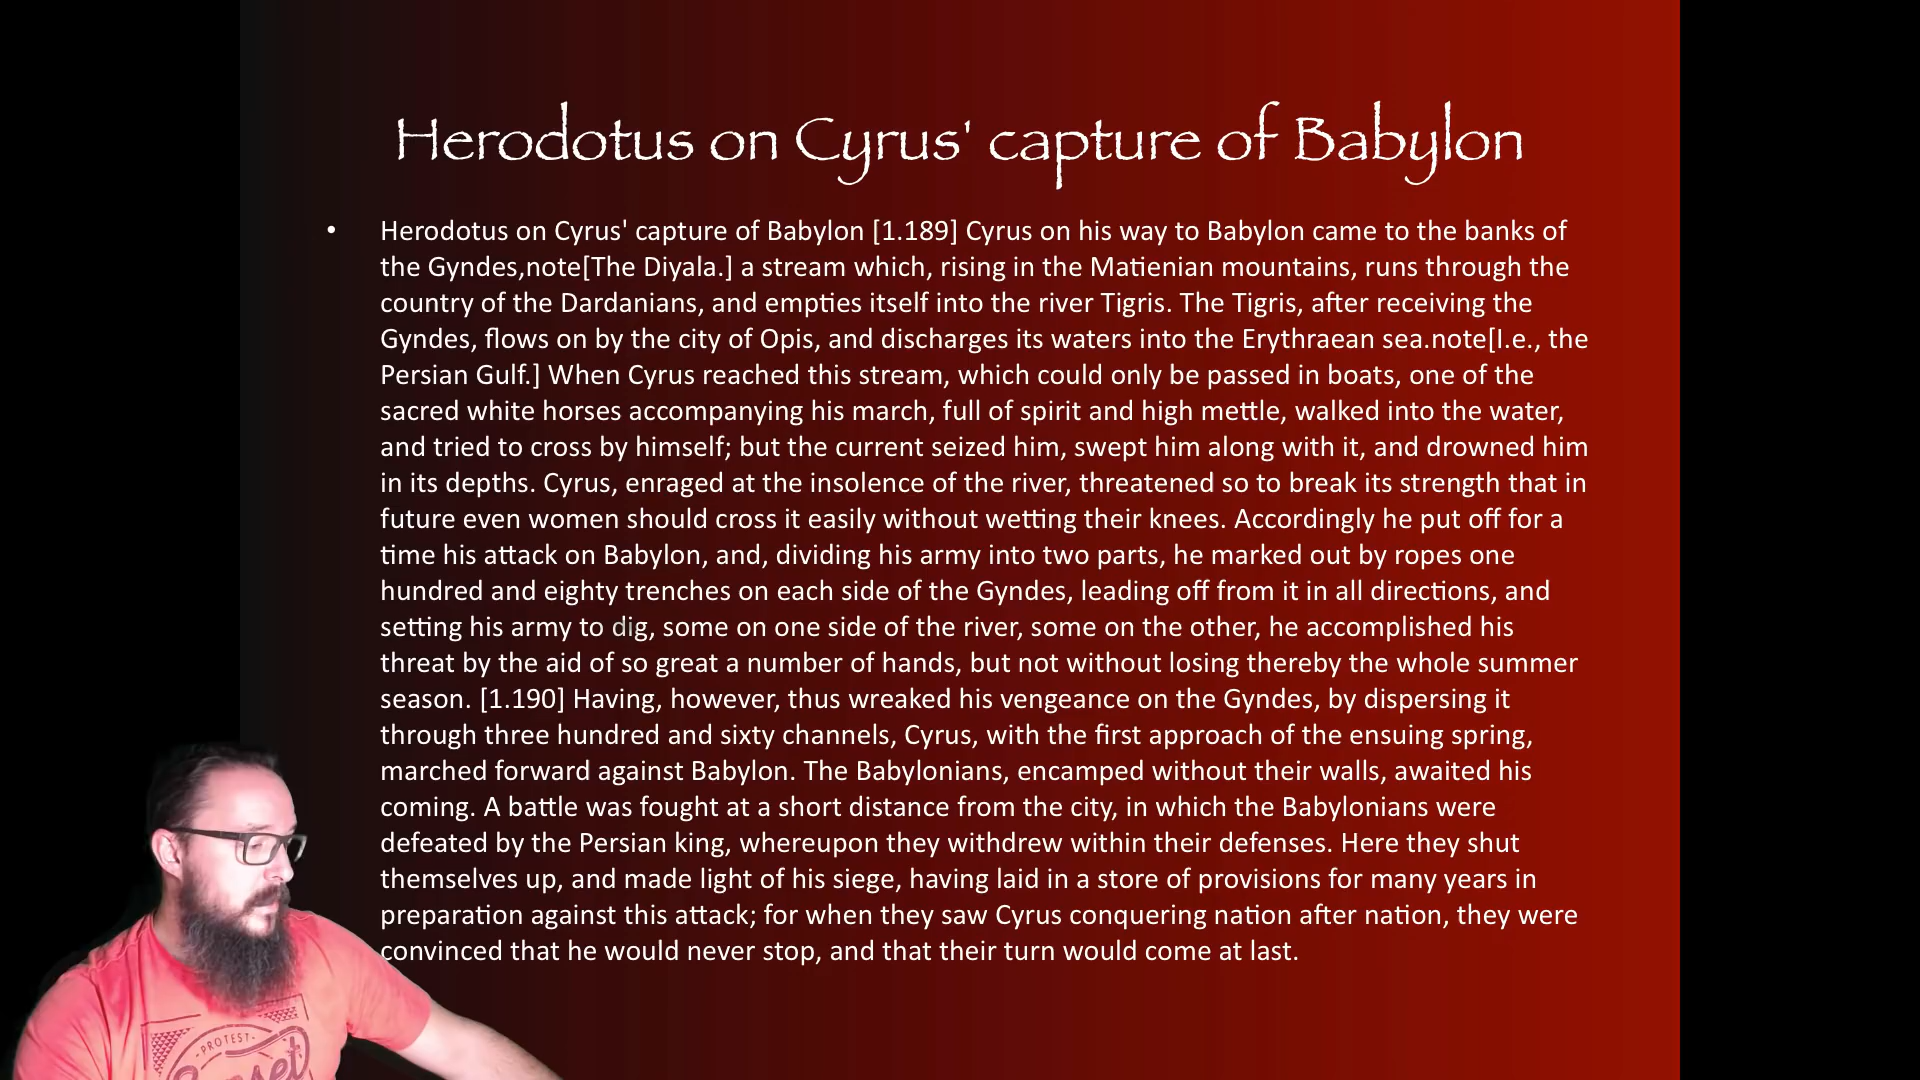 Herodotus on Cyrus' capture of Babylon
• Herodotus on Cyrus' capture of Babylon [1.189] Cyrus on his way to Babylon came to the banks of
the Gyndes,note[The Diyala.] a stream which, rising in the Matienian mountains, runs through the
country of the Dardanians, and empties itself into the river Tigris. The Tigris, after receiving the
Gyndes, flows on by the city of Opis, and discharges its waters into the Erythraean sea.note[I.e., the
Persian Gulf.] When Cyrus reached this stream, which could only be passed in boats, one of the
sacred white horses accompanying his march, full of spirit and high mettle, walked into the water,
and tried to cross by himself; but the current seized him, swept him along with it, and drowned him
in its depths. Cyrus, enraged at the insolence of the river, threatened so to break its strength that in
future even women should cross it easily without wetting their knees. Accordingly he put off for a
time his attack on Babylon, and, dividing his army into two parts, he marked out by ropes one
hundred and eighty trenches on each side of the Gyndes, leading off from it in all directions, and
setting his army to dig, some on one side of the river, some on the other, he accomplished his
threat by the aid of so great a number of hands, but not without losing thereby the whole summer
season. [1.190] Having, however, thus wreaked his vengeance on the Gyndes, by dispersing it
through three hundred and sixty channels, Cyrus, with the first approach of the ensuing spring,
marched forward against Babylon. The Babylonians, encamped without their walls, awaited his
coming. A battle was fought at a short distance from the city, in which the Babylonians were
defeated by the Persian king, whereupon they withdrew within their defenses. Here they shut
themselves up, and made light of his siege, having laid in a store of provisions for many years in
preparation against this attack; for when they saw Cyrus conquering nation after nation, they were
convinced that he would never stop, and that their turn would come at last.
-PROTEST-